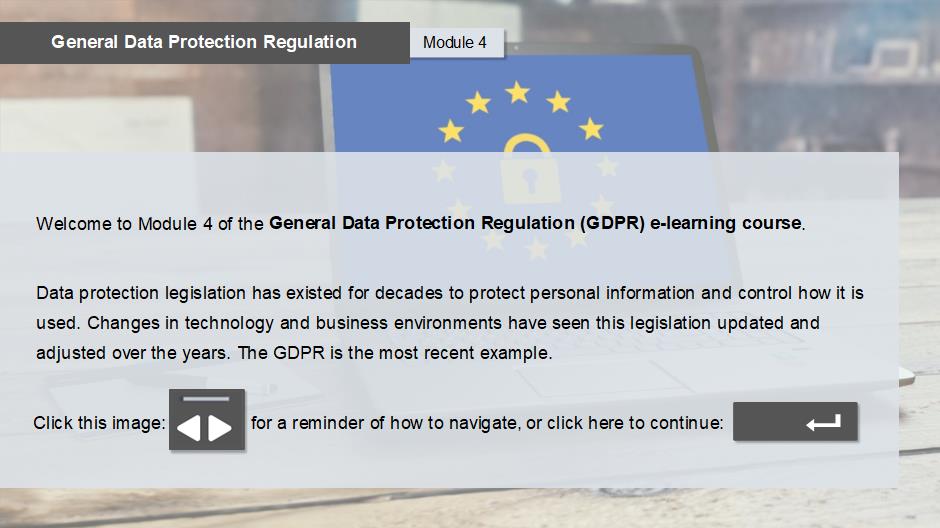 General Data Protection Regulation
Module 4
Welcome to Module 4 of the General Data Protection Regulation (GDPR) e-learning course.
Data protection legislation has existed for decades to protect personal information and control how it is
used. Changes in technology and business environments have seen this legislation updated and
adjusted over the years. The GDPR is the most recent example.
Click this image: for a reminder of how to navigate, or click here to continue: